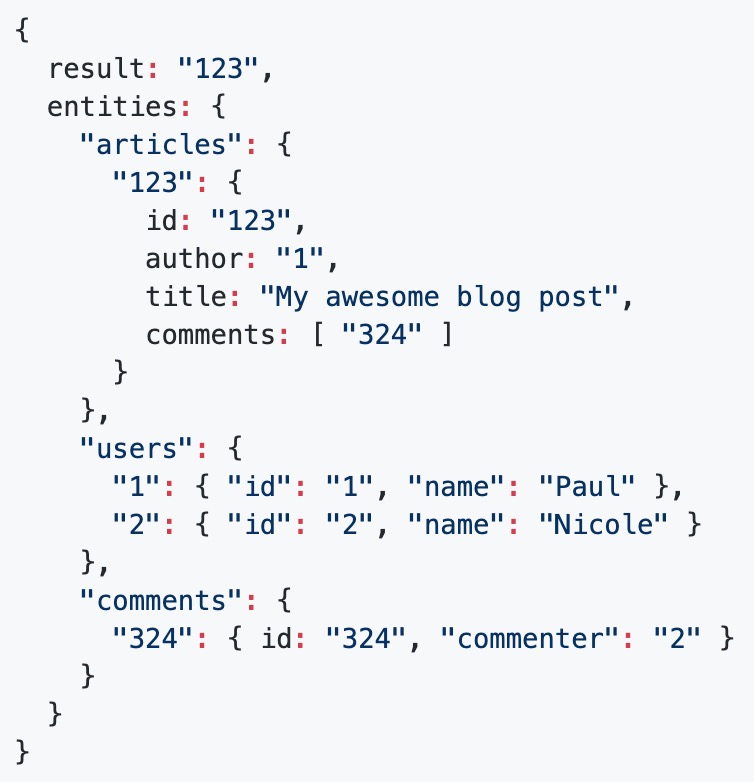 {
  result: "123",
  entities: {
    "articles": {
      "123": {
        id: "123",
        author: "1",
        title: "My awesome blog post",
        comments: [ "324" ]
      }
    },
    "users": {
      "1": { "id": "1", "name": "Paul" },
      "2": { "id": "2", "name": "Nicole" }
    },
    "comments": {
      "324": { id: "324", "commenter": "2" }
    }
  }
}